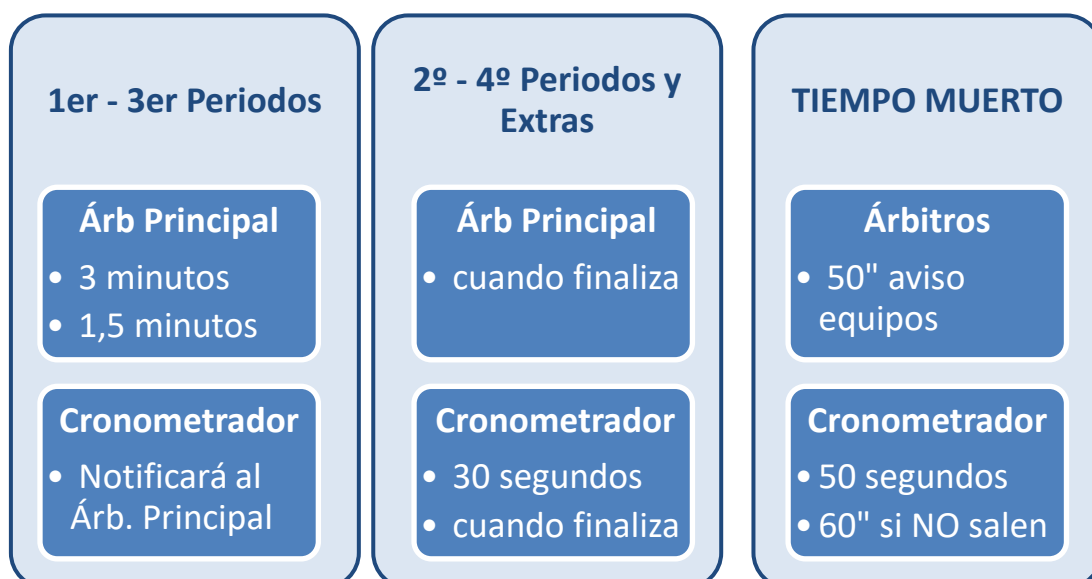 1er - 3er Periodos
Árb Principal
• 3 minutos
• 1,5 minutos
Cronometrador
• Notificará al
Árb. Principal
2º - 4º Periodos y
Extras
Árb Principal
• cuando finaliza
Cronometrador
• 30 segundos
• cuando finaliza
TIEMPO MUERTO
Árbitros
• 50" aviso
equipos
Cronometrador
• 50 segundos
• 60" si NO salen